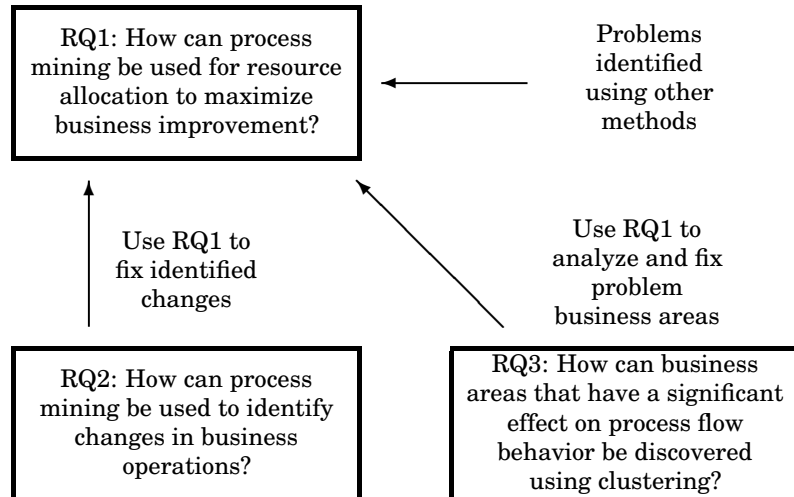 RQ1: How can process
mining be used for resource
allocation to maximize
business improvement?
Problems
identified
using other
methods
Use RQ1 to
fix identified
changes
Use RQ1 to
analyze and fix
problem
business areas
RQ2: How can process
mining be used to identify
changes in business
operations?
RQ3: How can business
areas that have a significant
effect on process flow
behavior be discovered
using clustering?